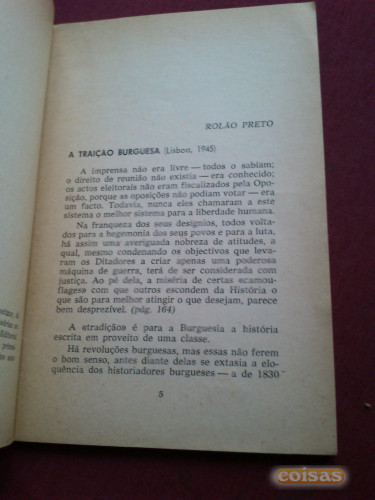 ROLÃO PRETO
A TRAIÇÃO BURGUESA (Lisboa, 1945)
A imprensa não era livre — todos o sabiam;
o direito de reunião não existia — era conhecido;
os actos eleitorais não eram fiscalizados pela Opo-
sição, porque as oposições não podiam votar — era
um facto. Todavia, nunca eles chamaram a este
sistema o melhor sistema para a liberdade humana.
Na franqueza dos seus desígnios, todos volta-
dos para a hegemonia dos seus povos e para a luta,
há assim uma averiguada nobreza de atitudes, a
qual, mesmo condenando os objectivos que leva-
ram os Ditadores a criar apenas uma poderosa
máquina de guerra, terá de ser considerada com
justiça. Ao pé dela, a miséria de certas «camou-
flages» com que outros escondem da História o
que são para melhor atingir o que desejam, parece
bem desprezível. (pág. 164)
A «tradição» é para a Burguesia a história
escrita em proveito de uma classe.
Há revoluções burguesas, mas essas não ferem
o bom senso, antes diante delas se extasia a elo-
quência dos historiadores burgueses — a de 1830
5
coisas